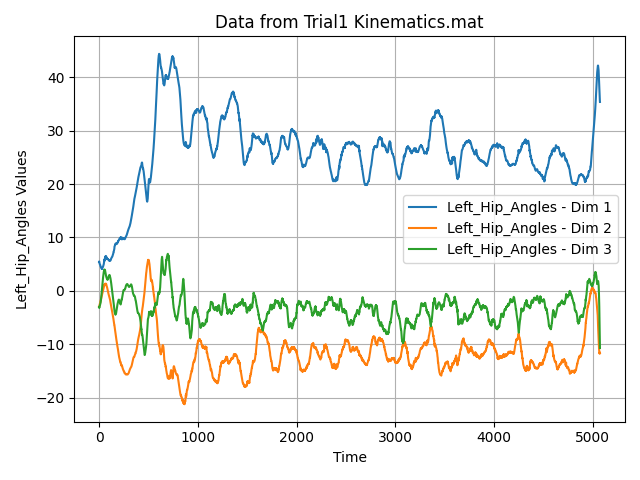 Data from Trial1 Kinematics.mat
Left_Hip_Angles Values
40
30
20
10
0
−10
−20
Left_Hip_Angles - Dim 1
Left_Hip_Angles - Dim 2
Left_Hip_Angles - Dim 3
0 1000 2000 3000 4000 5000
Time